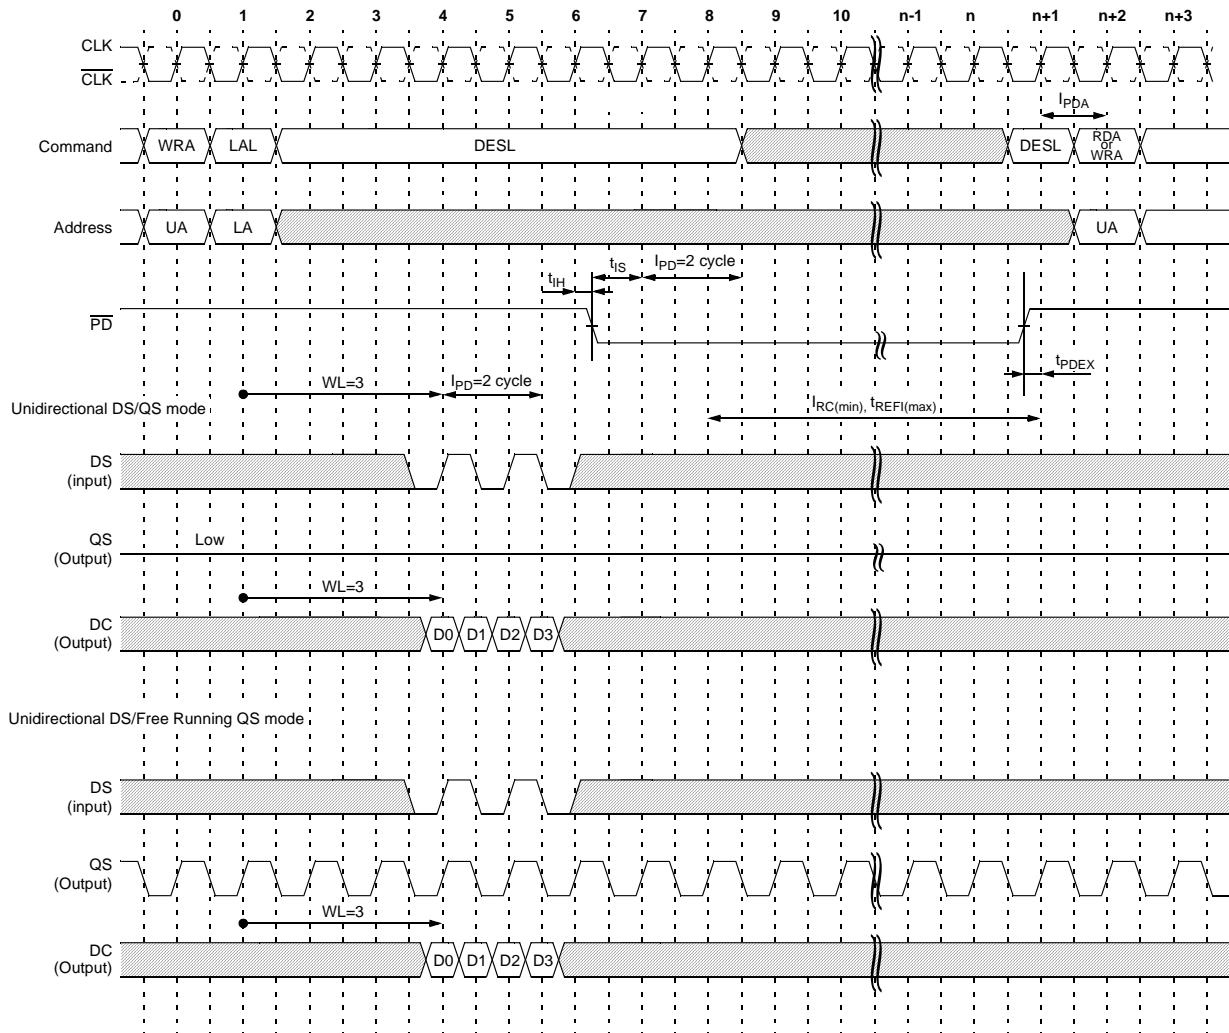 0 1 2 3 4 5 6 7 8 9 10 n-1 n n+1 n+2 n+3
CLK
CLK
IPDA
Command WRA LAL DESL DESL RDA or WRA
Address UA LA UA
tIH tIS IPD=2 cycle
PD
tPDEX
WL=3 IPD=2 cycle
Unidirectional DS/QS mode
IRC(min), tREFI(max)
DS
(input)
QS
(Output)
Low
WL=3
DC
(Output)
D0 D1 D2 D3
Unidirectional DS/Free Running QS mode
DS
(input)
QS
(Output)
WL=3
DC
(Output)
D0 D1 D2 D3